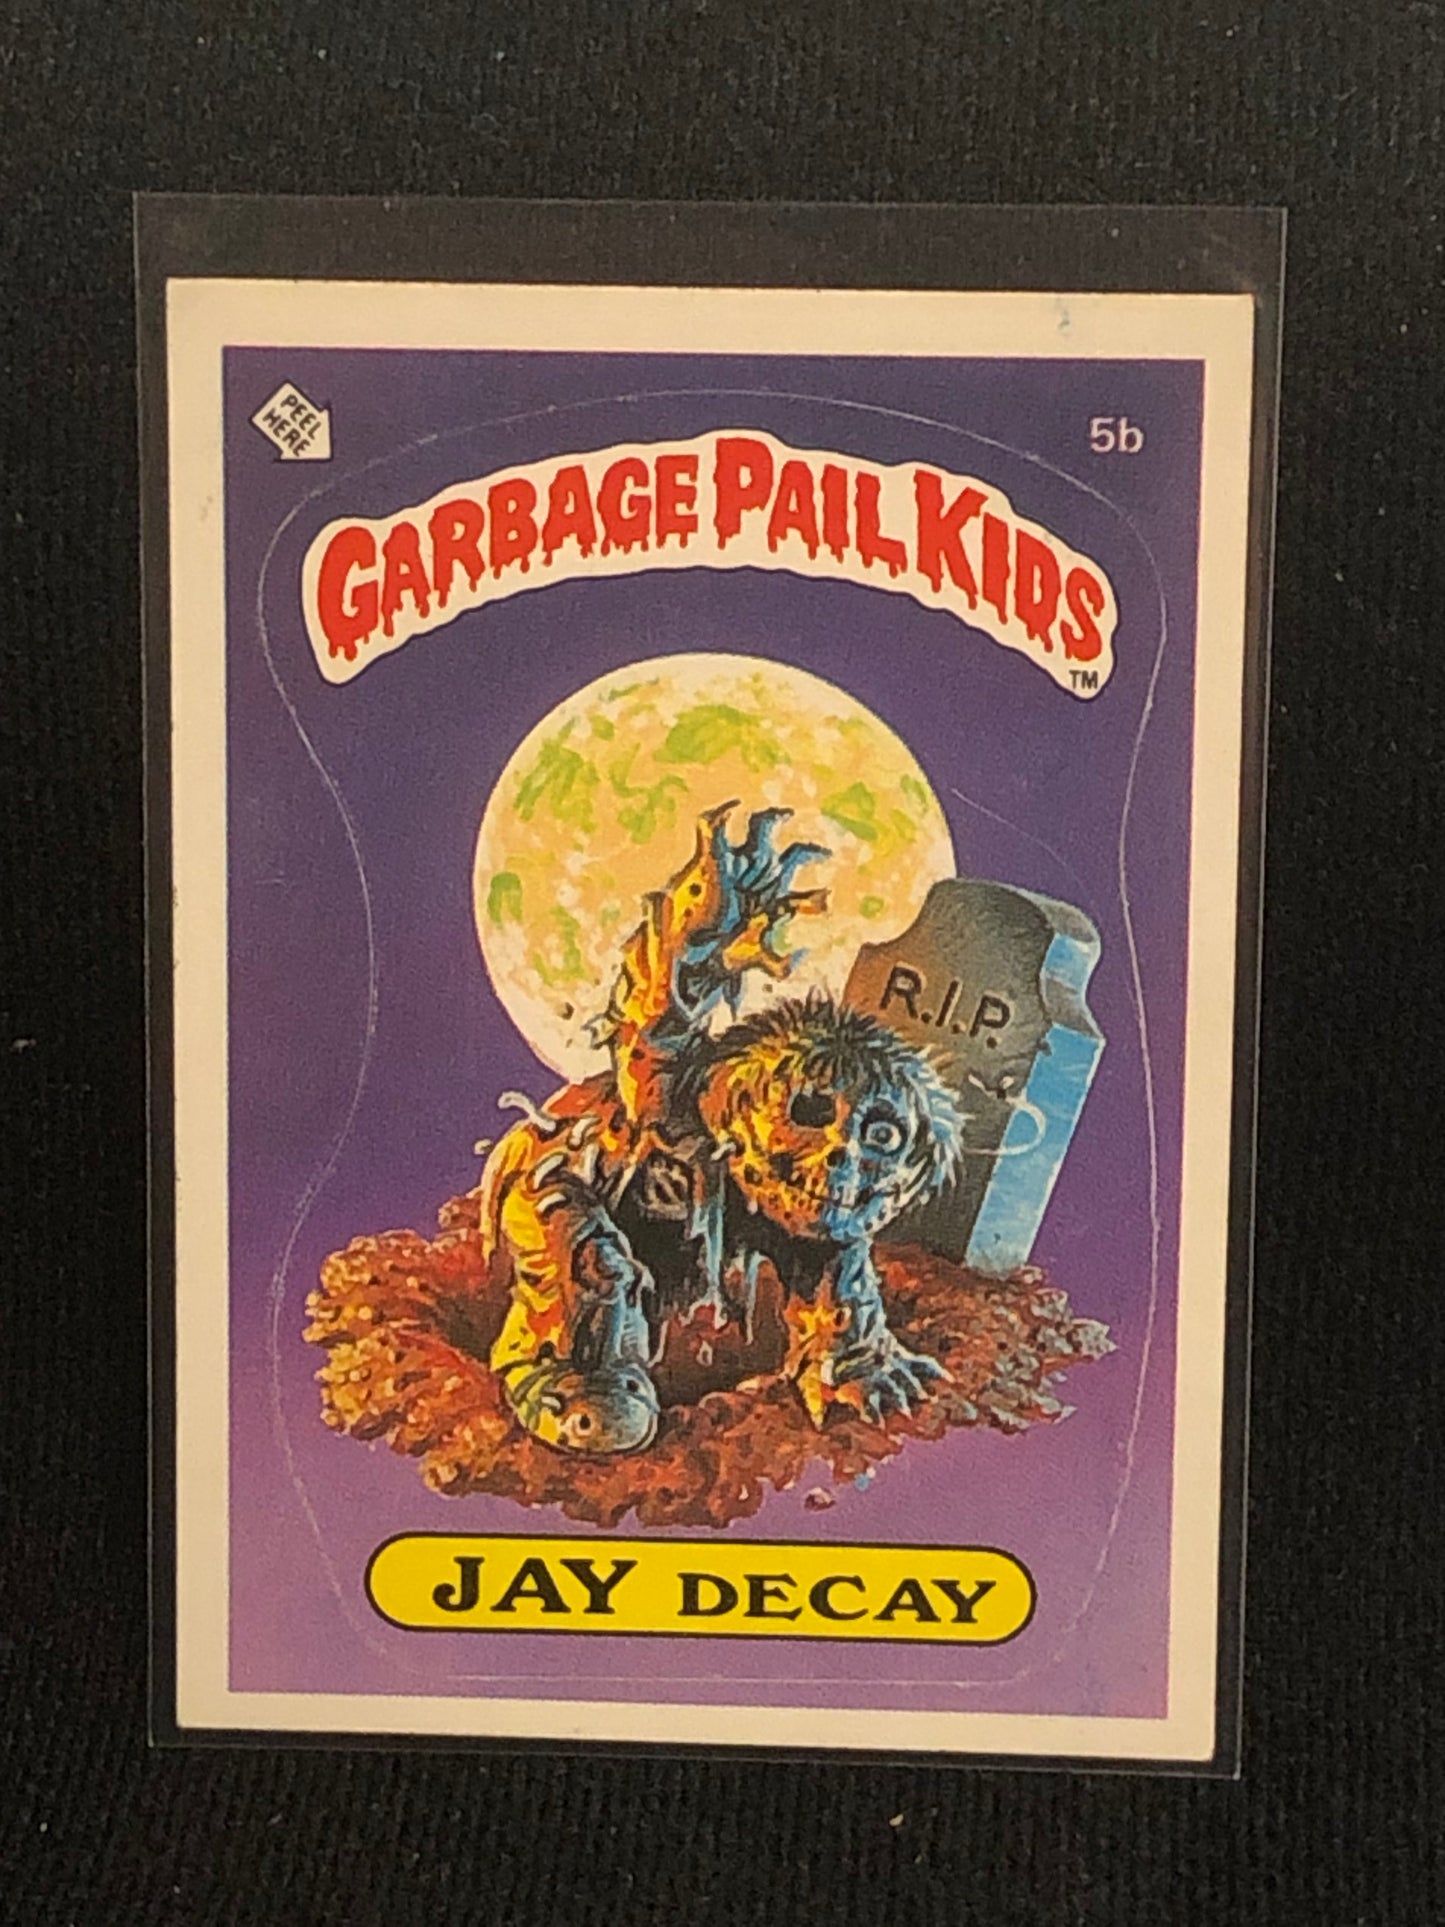 PEEL
HERE
5b
GARBAGE PAIL KIDS
TM
R.I.P.
JAY DECAY